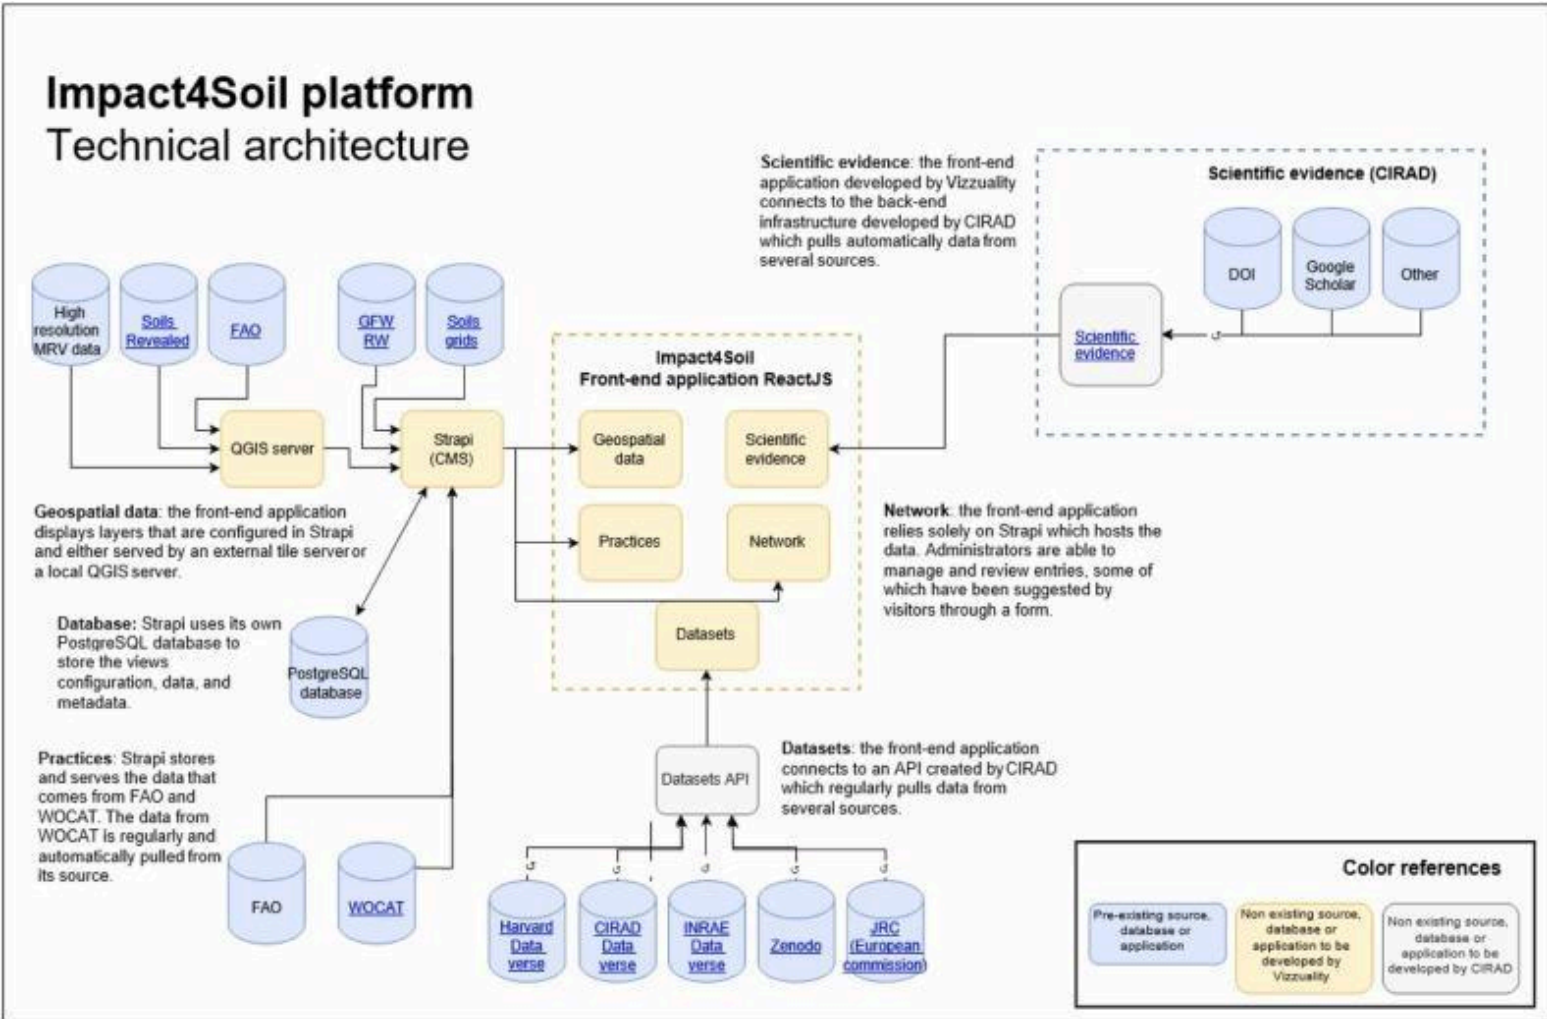 Impact4Soil platform
Technical architecture
Scientific evidence: the front-end
application developed by Vizzuality
connects to the back-end
infrastructure developed by CIRAD
which pulls automatically data from
several sources.
Scientific evidence (CIRAD)
DOI
Google
Scholar
Other
Scientific
evidence
High
resolution
MRV data
Soils
Revealed
FAO
GFW
RW
Soils
grids
QGIS server
Strapi
(CMS)
Impact4Soil
Front-end application ReactJS
Geospatial
data
Scientific
evidence
Practices
Network
Datasets
Geospatial data: the front-end application
displays layers that are configured in Strapi
and either served by an external tile server or
a local QGIS server.
Network: the front-end application
relies solely on Strapi which hosts the
data. Administrators are able to
manage and review entries, some of
which have been suggested by
visitors through a form.
Database: Strapi uses its own
PostgreSQL database to
store the views
configuration, data, and
metadata.
PostgreSQL
database
Practices: Strapi stores
and serves the data that
comes from FAO and
WOCAT. The data from
WOCAT is regularly and
automatically pulled from
its source.
FAO
WOCAT
Datasets API
Datasets: the front-end application
connects to an API created by CIRAD
which regularly pulls data from
several sources.
Harvard
Data
verse
CIRAD
Data
verse
INRAE
Data
verse
Zenodo
JRC
(European
commission)
Color references
Pre-existing source,
database or
application
Non existing source,
database or
application to be
developed by
Vizzuality
Non existing source,
database or
application to be
developed by CIRAD